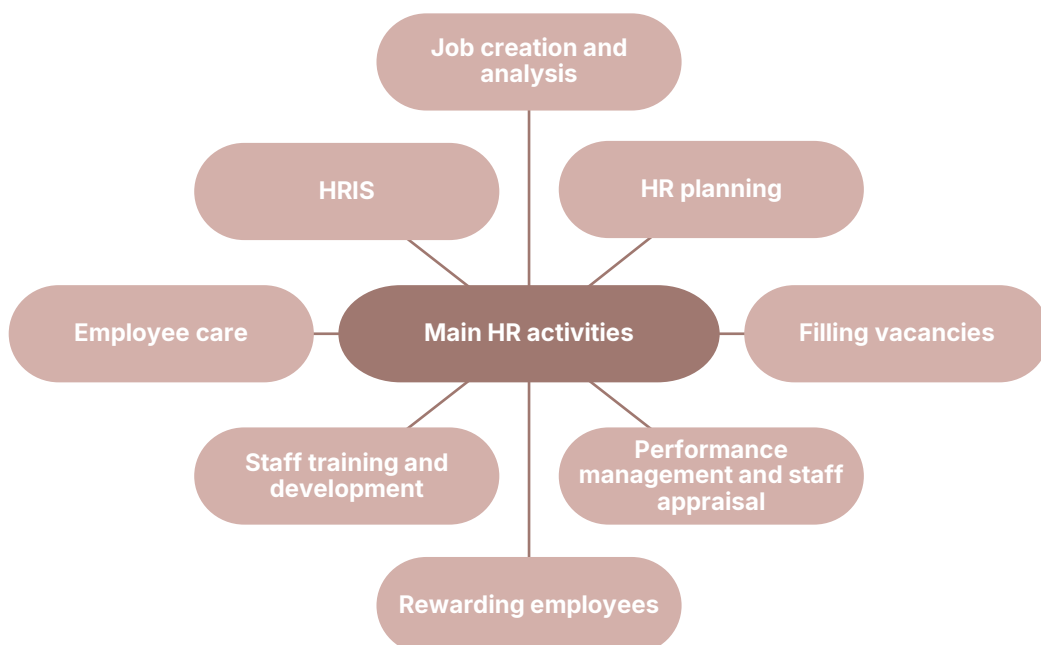 Job creation and
analysis
HRIS
HR planning
Employee care
Main HR activities
Filling vacancies
Staff training and
development
Performance
management and staff
appraisal
Rewarding employees